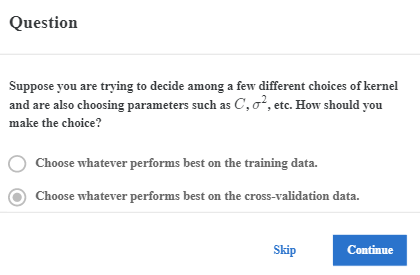 Question
Suppose you are trying to decide among a few different choices of kernel
and are also choosing parameters such as C, σ², etc. How should you
make the choice?
Choose whatever performs best on the training data.
Choose whatever performs best on the cross-validation data.
Skip
Continue